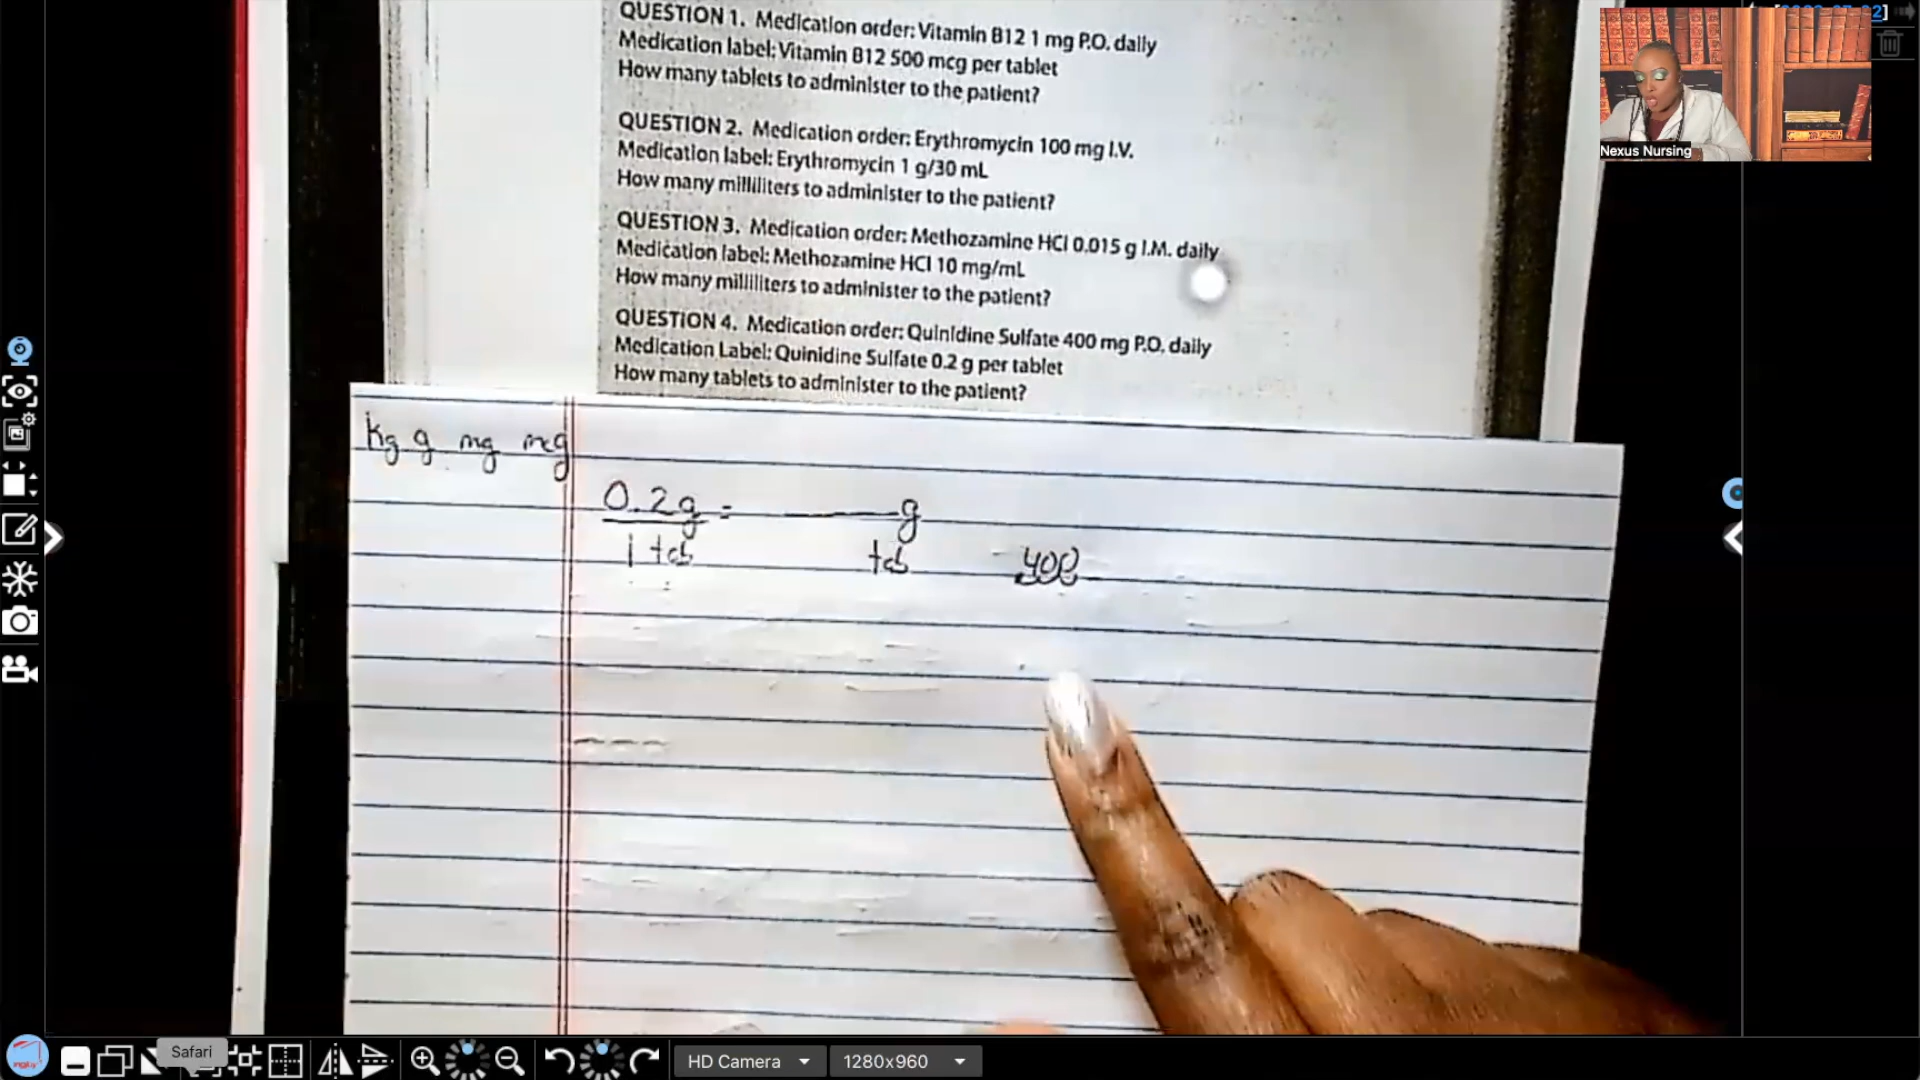 QUESTION 1. Medication order: Vitamin B12 1 mg P.O. daily
Medication label: Vitamin B12 500 mcg per tablet
How many tablets to administer to the patient?
QUESTION 2. Medication order: Erythromycin 100 mg I.V.
Medication label: Erythromycin 1 g/30 mL
How many milliliters to administer to the patient?
QUESTION 3. Medication order: Methozamine HCl 0.015 g I.M. daily
Medication label: Methozamine HCl 10 mg/mL
How many milliliters to administer to the patient?
QUESTION 4. Medication order: Quinidine Sulfate 400 mg P.O. daily
Medication Label: Quinidine Sulfate 0.2 g per tablet
How many tablets to administer to the patient?
Nexus Nursing
kg g mg mcg
0.2g = g
1 tab tab 400
Safari
HD Camera 1280x960